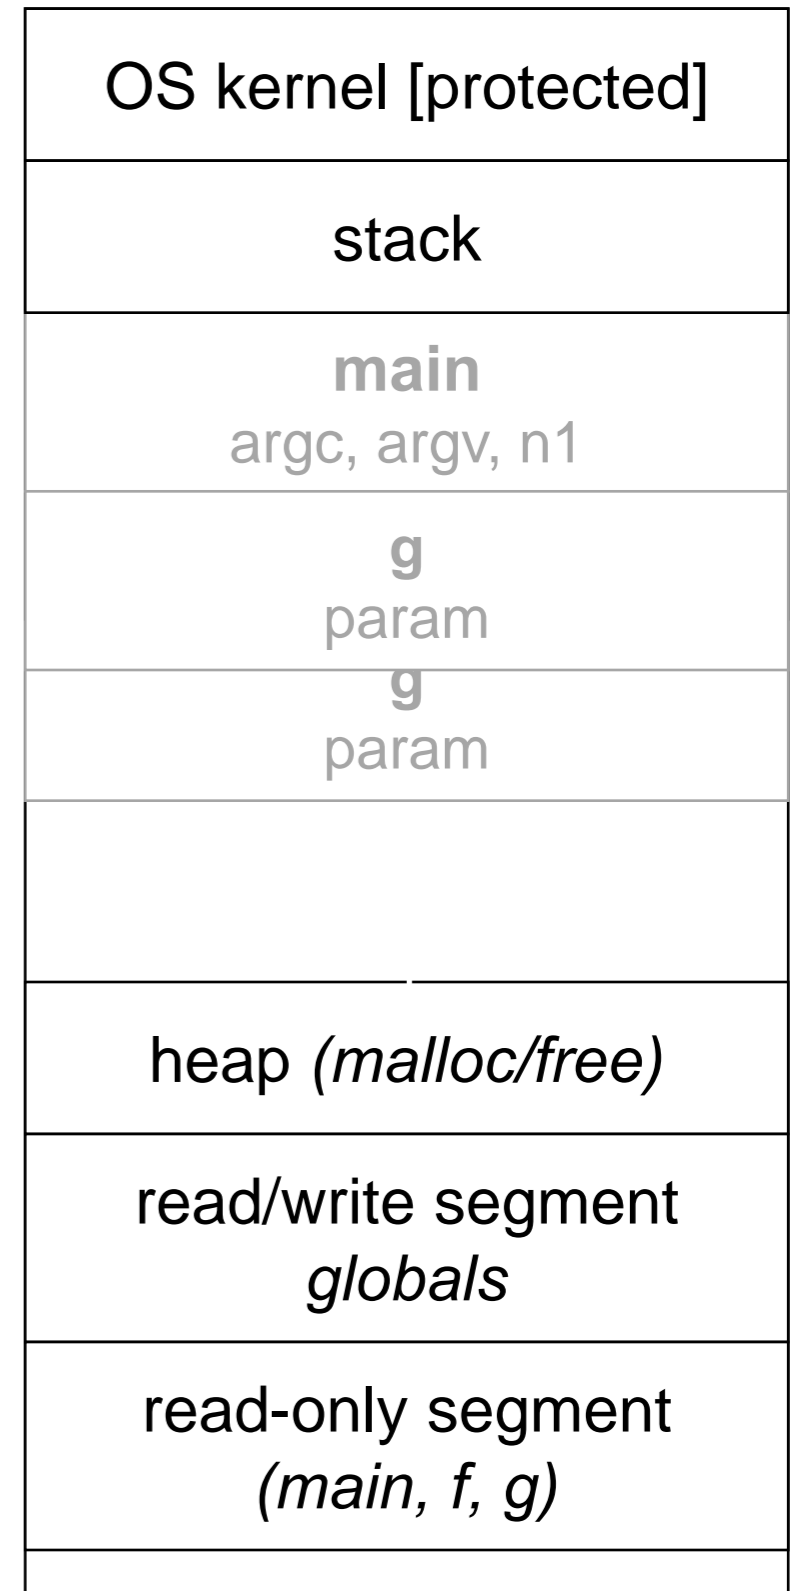 OS kernel [protected]
stack
main
argc, argv, n1
g
param
g
param
heap (malloc/free)
read/write segment
globals
read-only segment
(main, f, g)